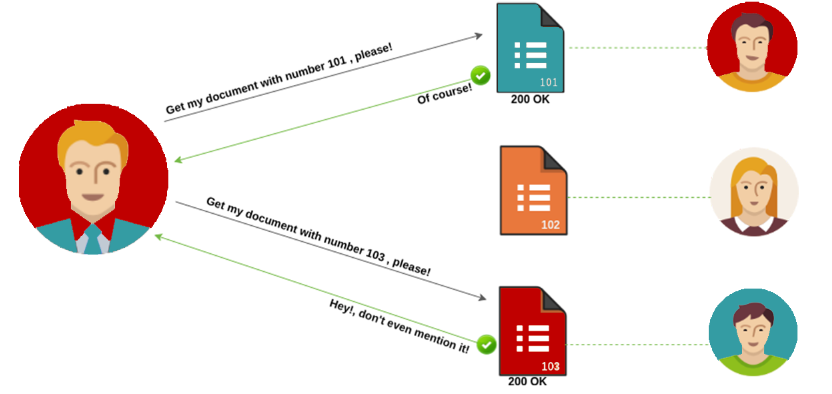 Get my document with number 101 , please!
Of course!
101
200 OK
102
Get my document with number 103 , please!
Hey!, don't even mention it!
103
200 OK